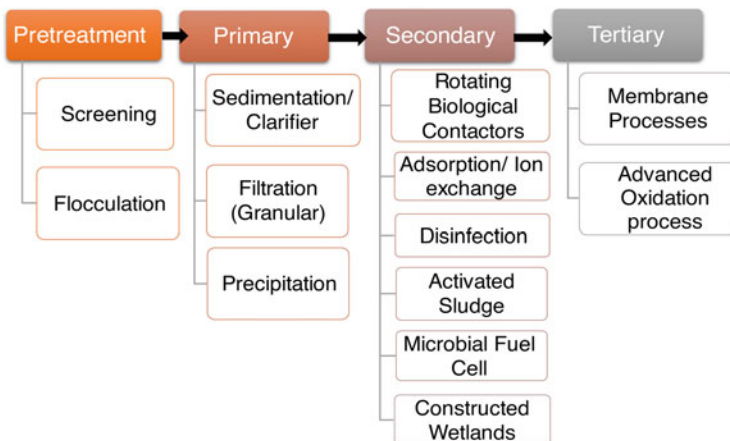 Pretreatment
Primary
Secondary
Tertiary
Screening
Flocculation
Sedimentation/
Clarifier
Filtration
(Granular)
Precipitation
Rotating
Biological
Contactors
Adsorption/ Ion
exchange
Disinfection
Activated
Sludge
Microbial Fuel
Cell
Constructed
Wetlands
Membrane
Processes
Advanced
Oxidation
process